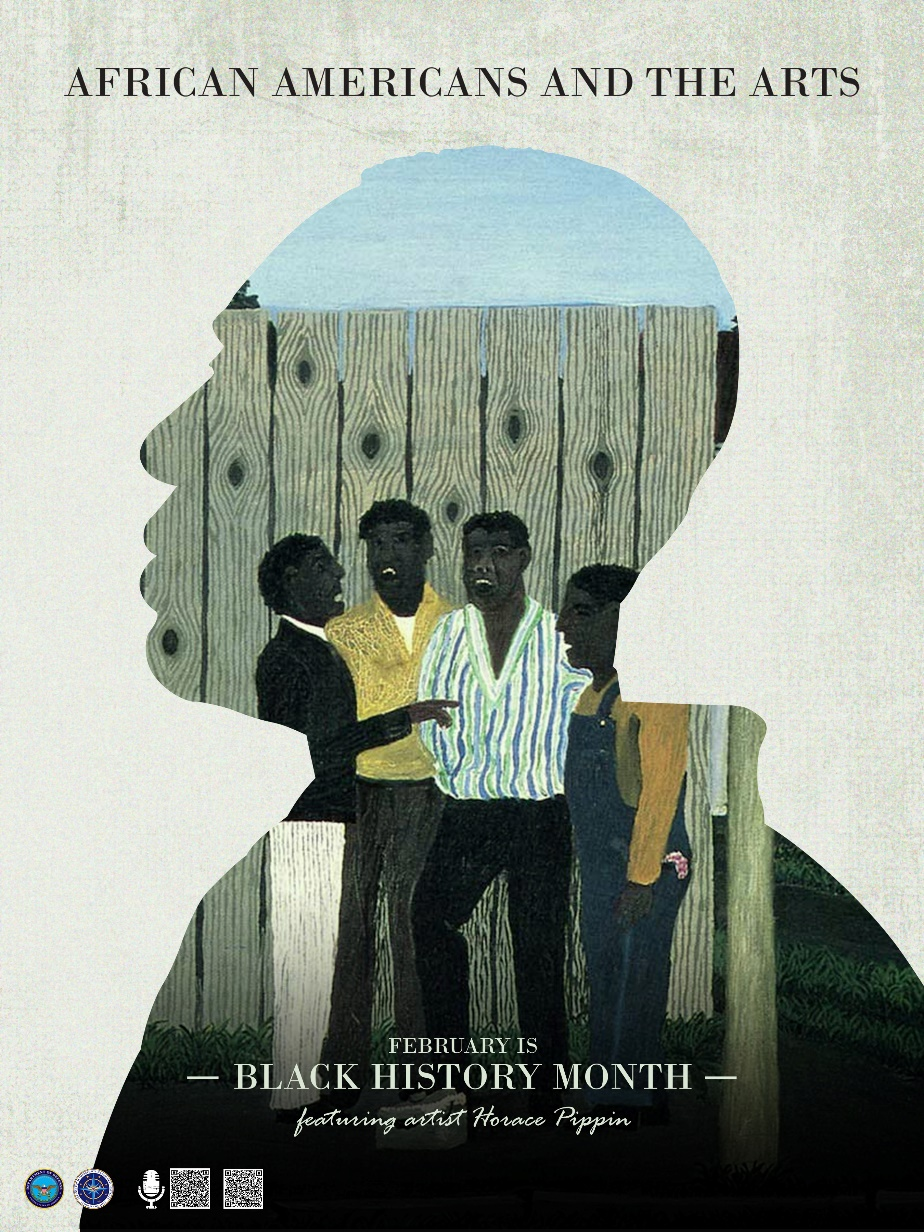 AFRICAN AMERICANS AND THE ARTS
FEBRUARY IS
— BLACK HISTORY MONTH —
featuring artist Horace Pippin